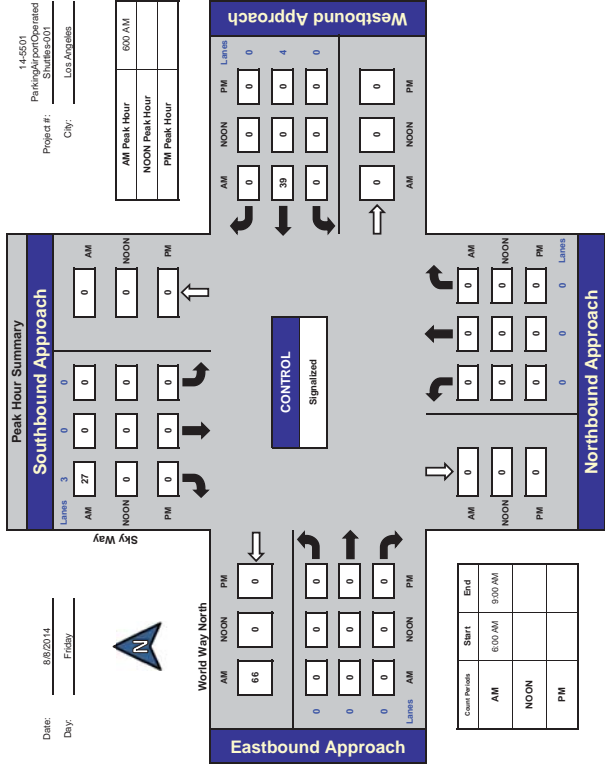 Project #: 14-5501 ParkingAirportOperated Shuttles-001
City: Los Angeles
AM Peak Hour 600 AM
NOON Peak Hour
PM Peak Hour
Date: 8/8/2014
Day: Friday
N
Peak Hour Summary
Southbound Approach
Lanes 3 0 0
AM 27 0 0 0 AM
NOON 0 0 0 0 NOON
PM 0 0 0 0 PM
Sky Way
Westbound Approach
AM NOON PM Lanes
0 0 0 0
39 0 0 4
0 0 0 0
0 0 0
AM NOON PM
CONTROL
Signalized
World Way North
AM NOON PM
66 0 0
0 0 0 0
0 0 0 0
0 0 0 0
Lanes AM NOON PM
Eastbound Approach
AM 0 0 0 0 AM
NOON 0 0 0 0 NOON
PM 0 0 0 0 PM
0 0 0 Lanes
Northbound Approach
Count Periods Start End
AM 6:00 AM 9:00 AM
NOON
PM